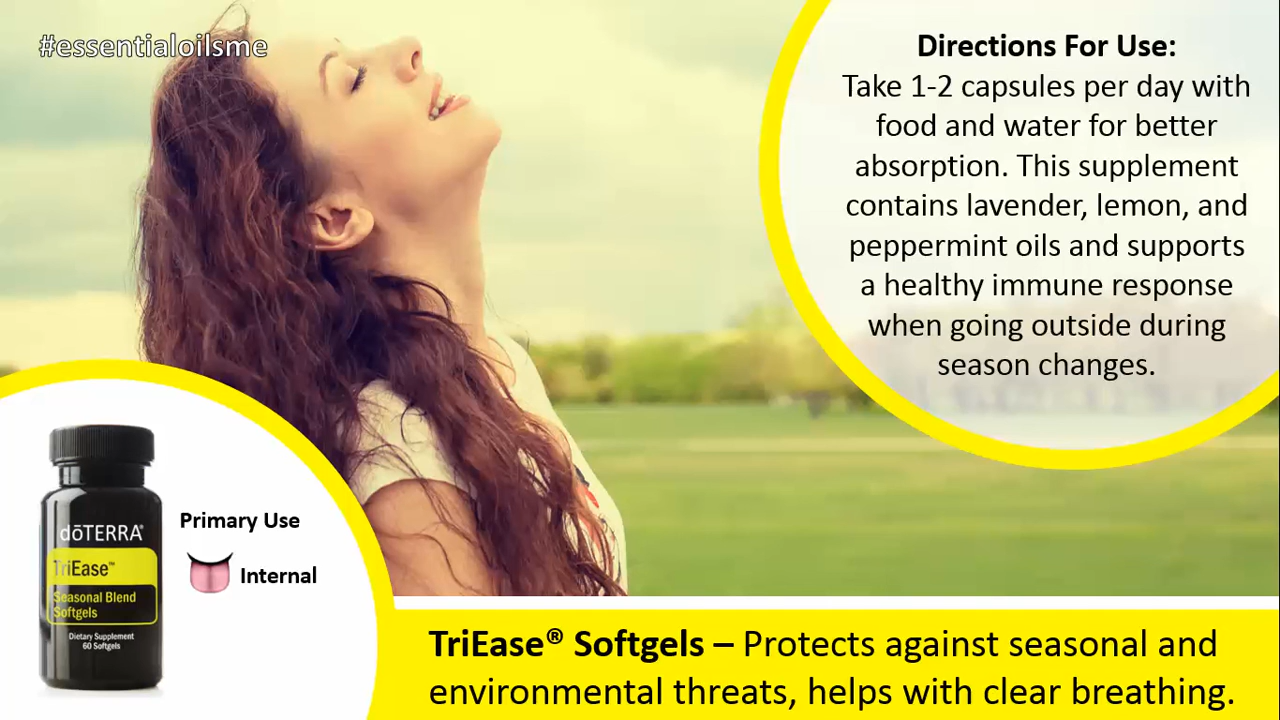 #essentialoilsme
Directions For Use:
Take 1-2 capsules per day with
food and water for better
absorption. This supplement
contains lavender, lemon, and
peppermint oils and supports
a healthy immune response
when going outside during
season changes.
dōTERRA®
TriEase™
Seasonal Blend
Softgels
Dietary Supplement
60 Softgels
Primary Use
Internal
TriEase® Softgels – Protects against seasonal and
environmental threats, helps with clear breathing.